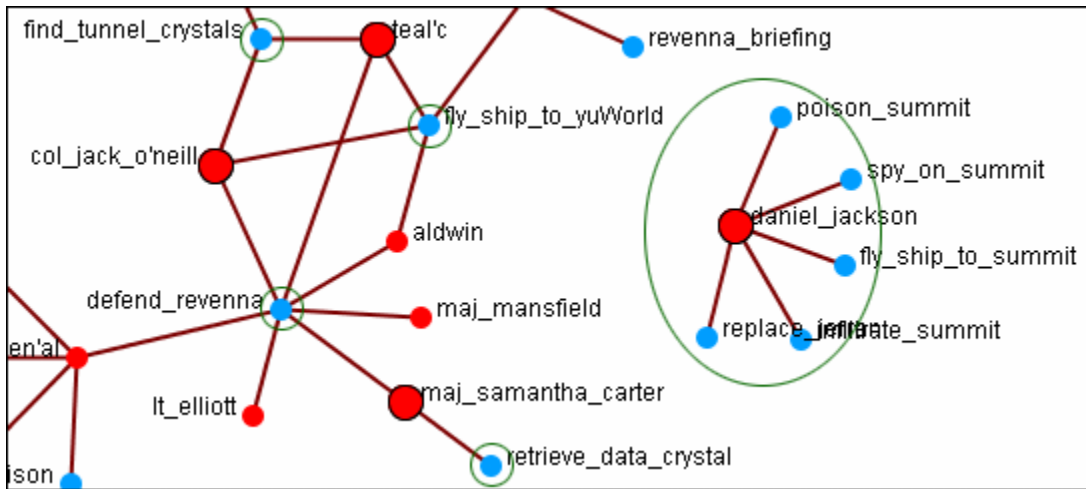 find_tunnel_crystals
teal'c
revenna_briefing
fly_ship_to_yuWorld
poison_summit
col_jack_o'neill
spy_on_summit
daniel_jackson
aldwin
fly_ship_to_summit
defend_revenna
maj_mansfield
infiltrate_summit
en'al
maj_samantha_carter
lt_elliott
retrieve_data_crystal
ison